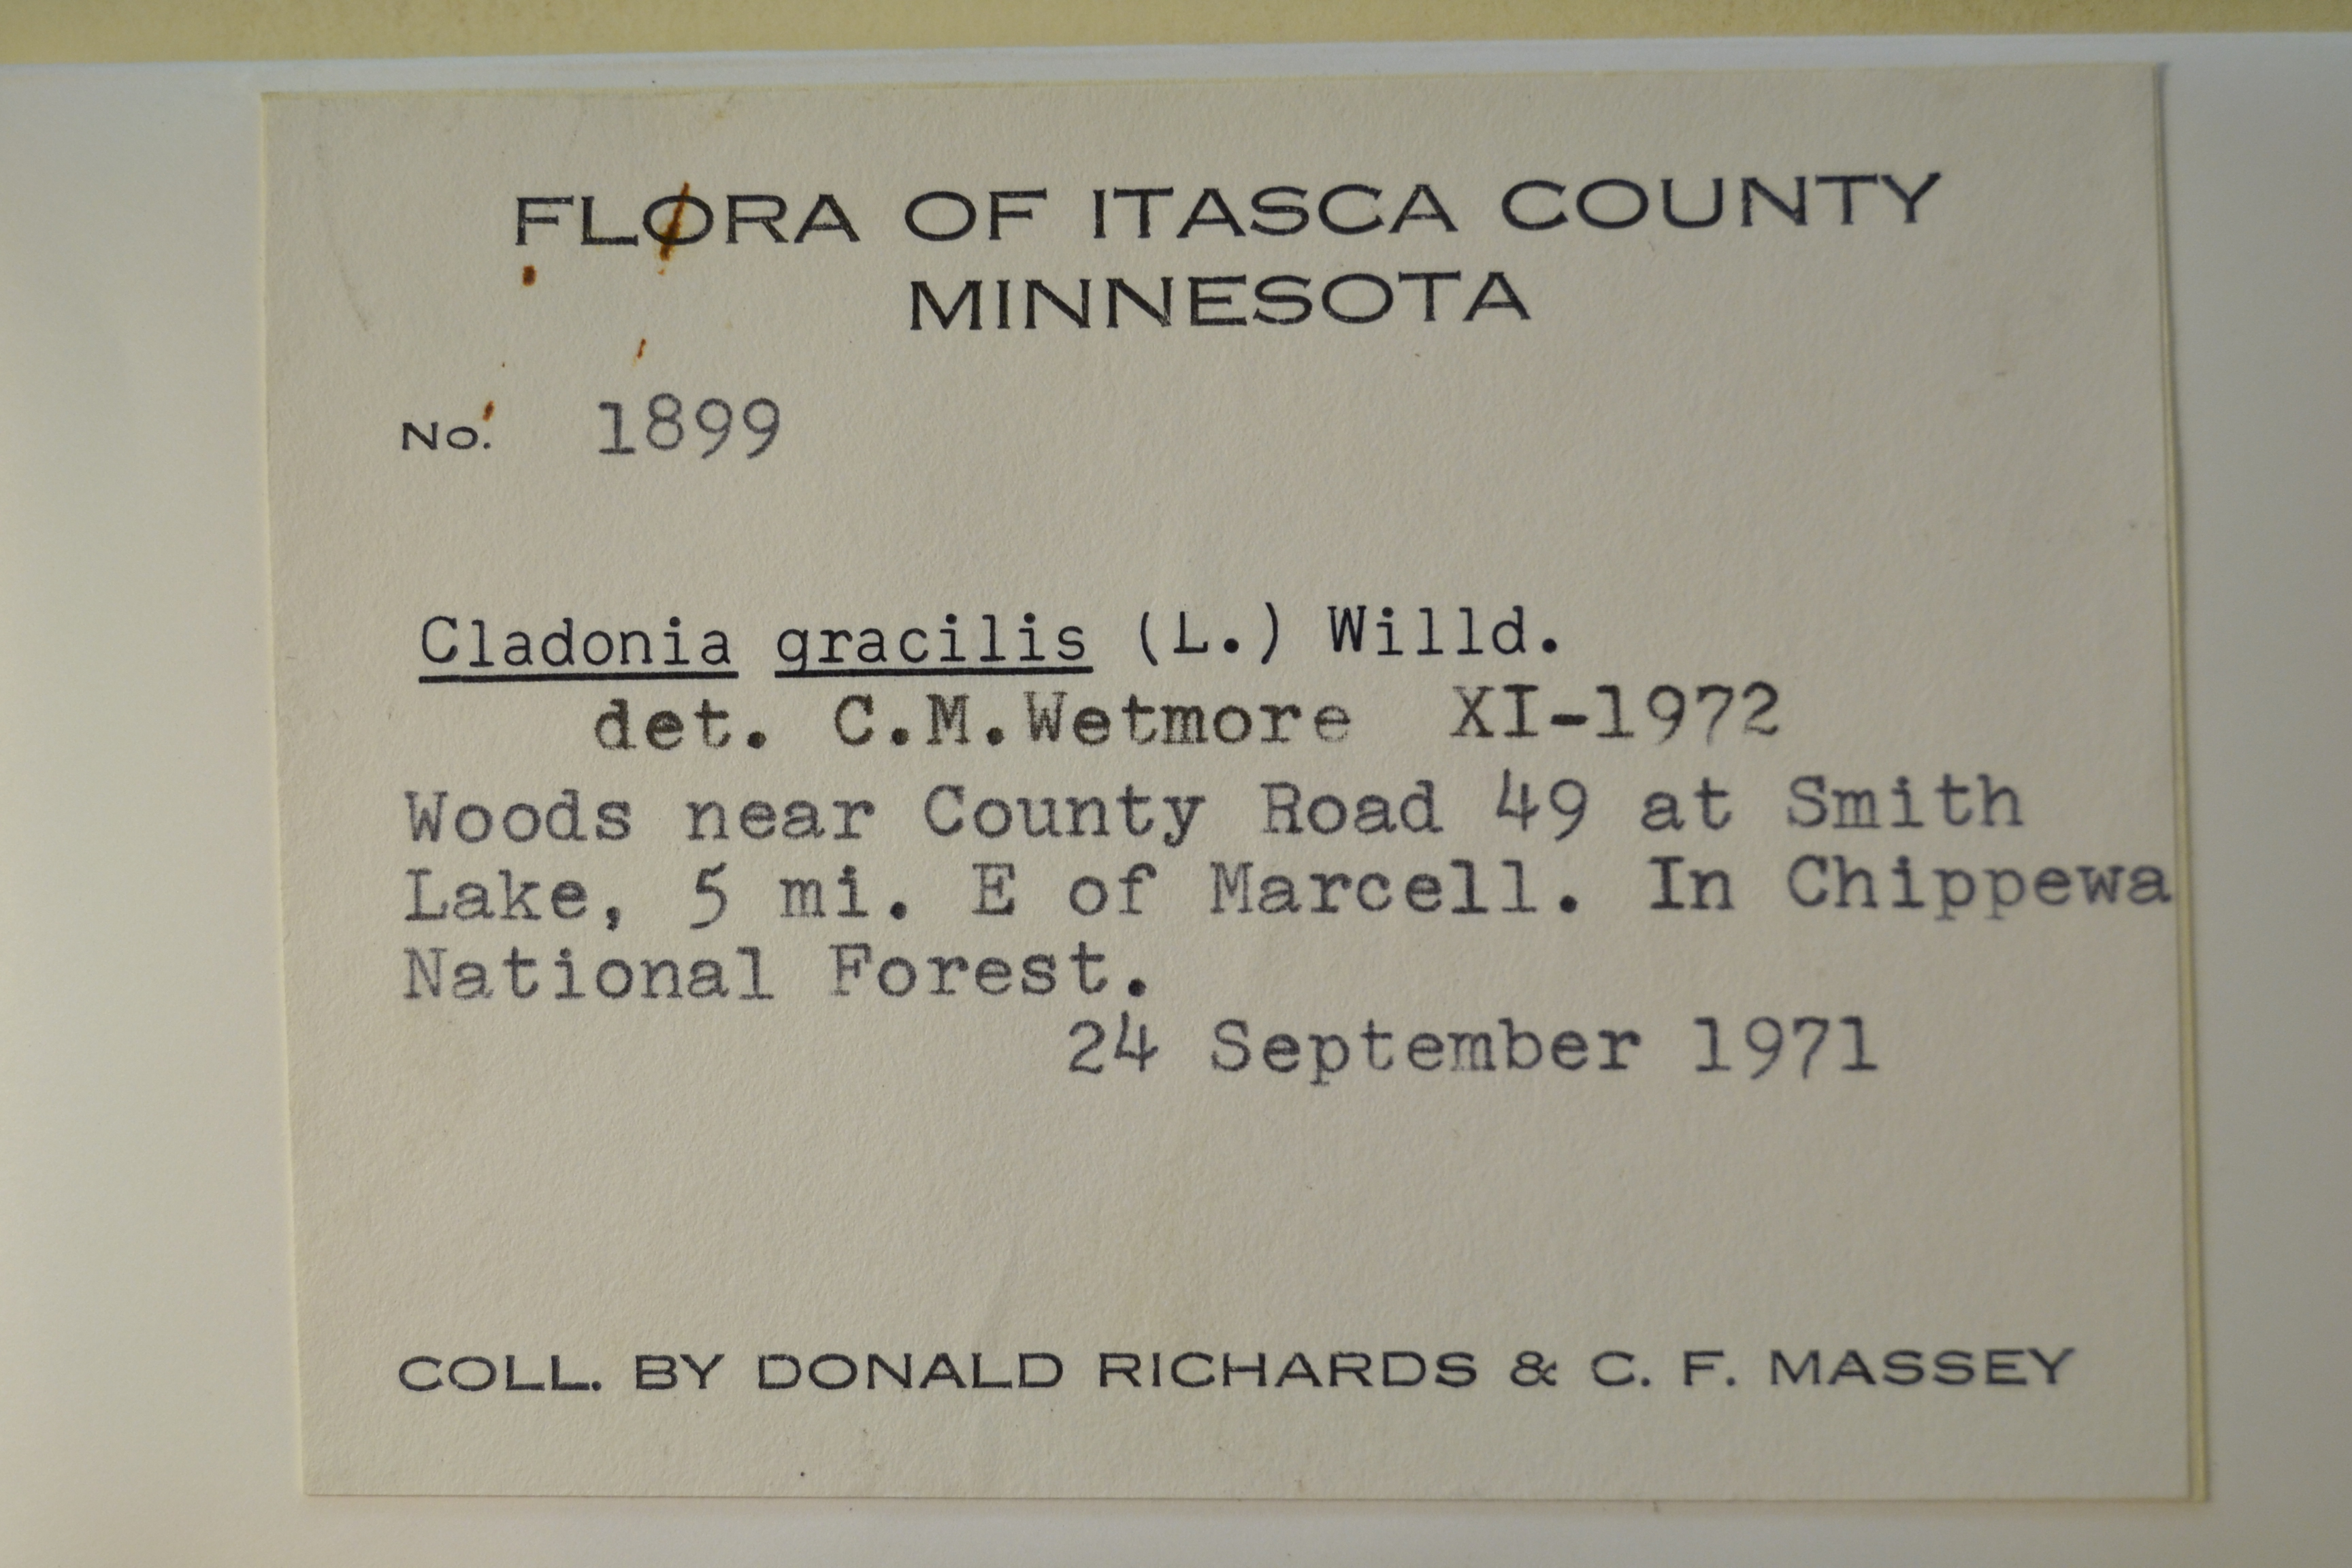 FLORA OF ITASCA COUNTY
MINNESOTA
No. 1899
Cladonia gracilis (L.) Willd.
det. C.M.Wetmore XI-1972
Woods near County Road 49 at Smith
Lake, 5 mi. E of Marcell. In Chippewa
National Forest.
24 September 1971
COLL. BY DONALD RICHARDS & C. F. MASSEY